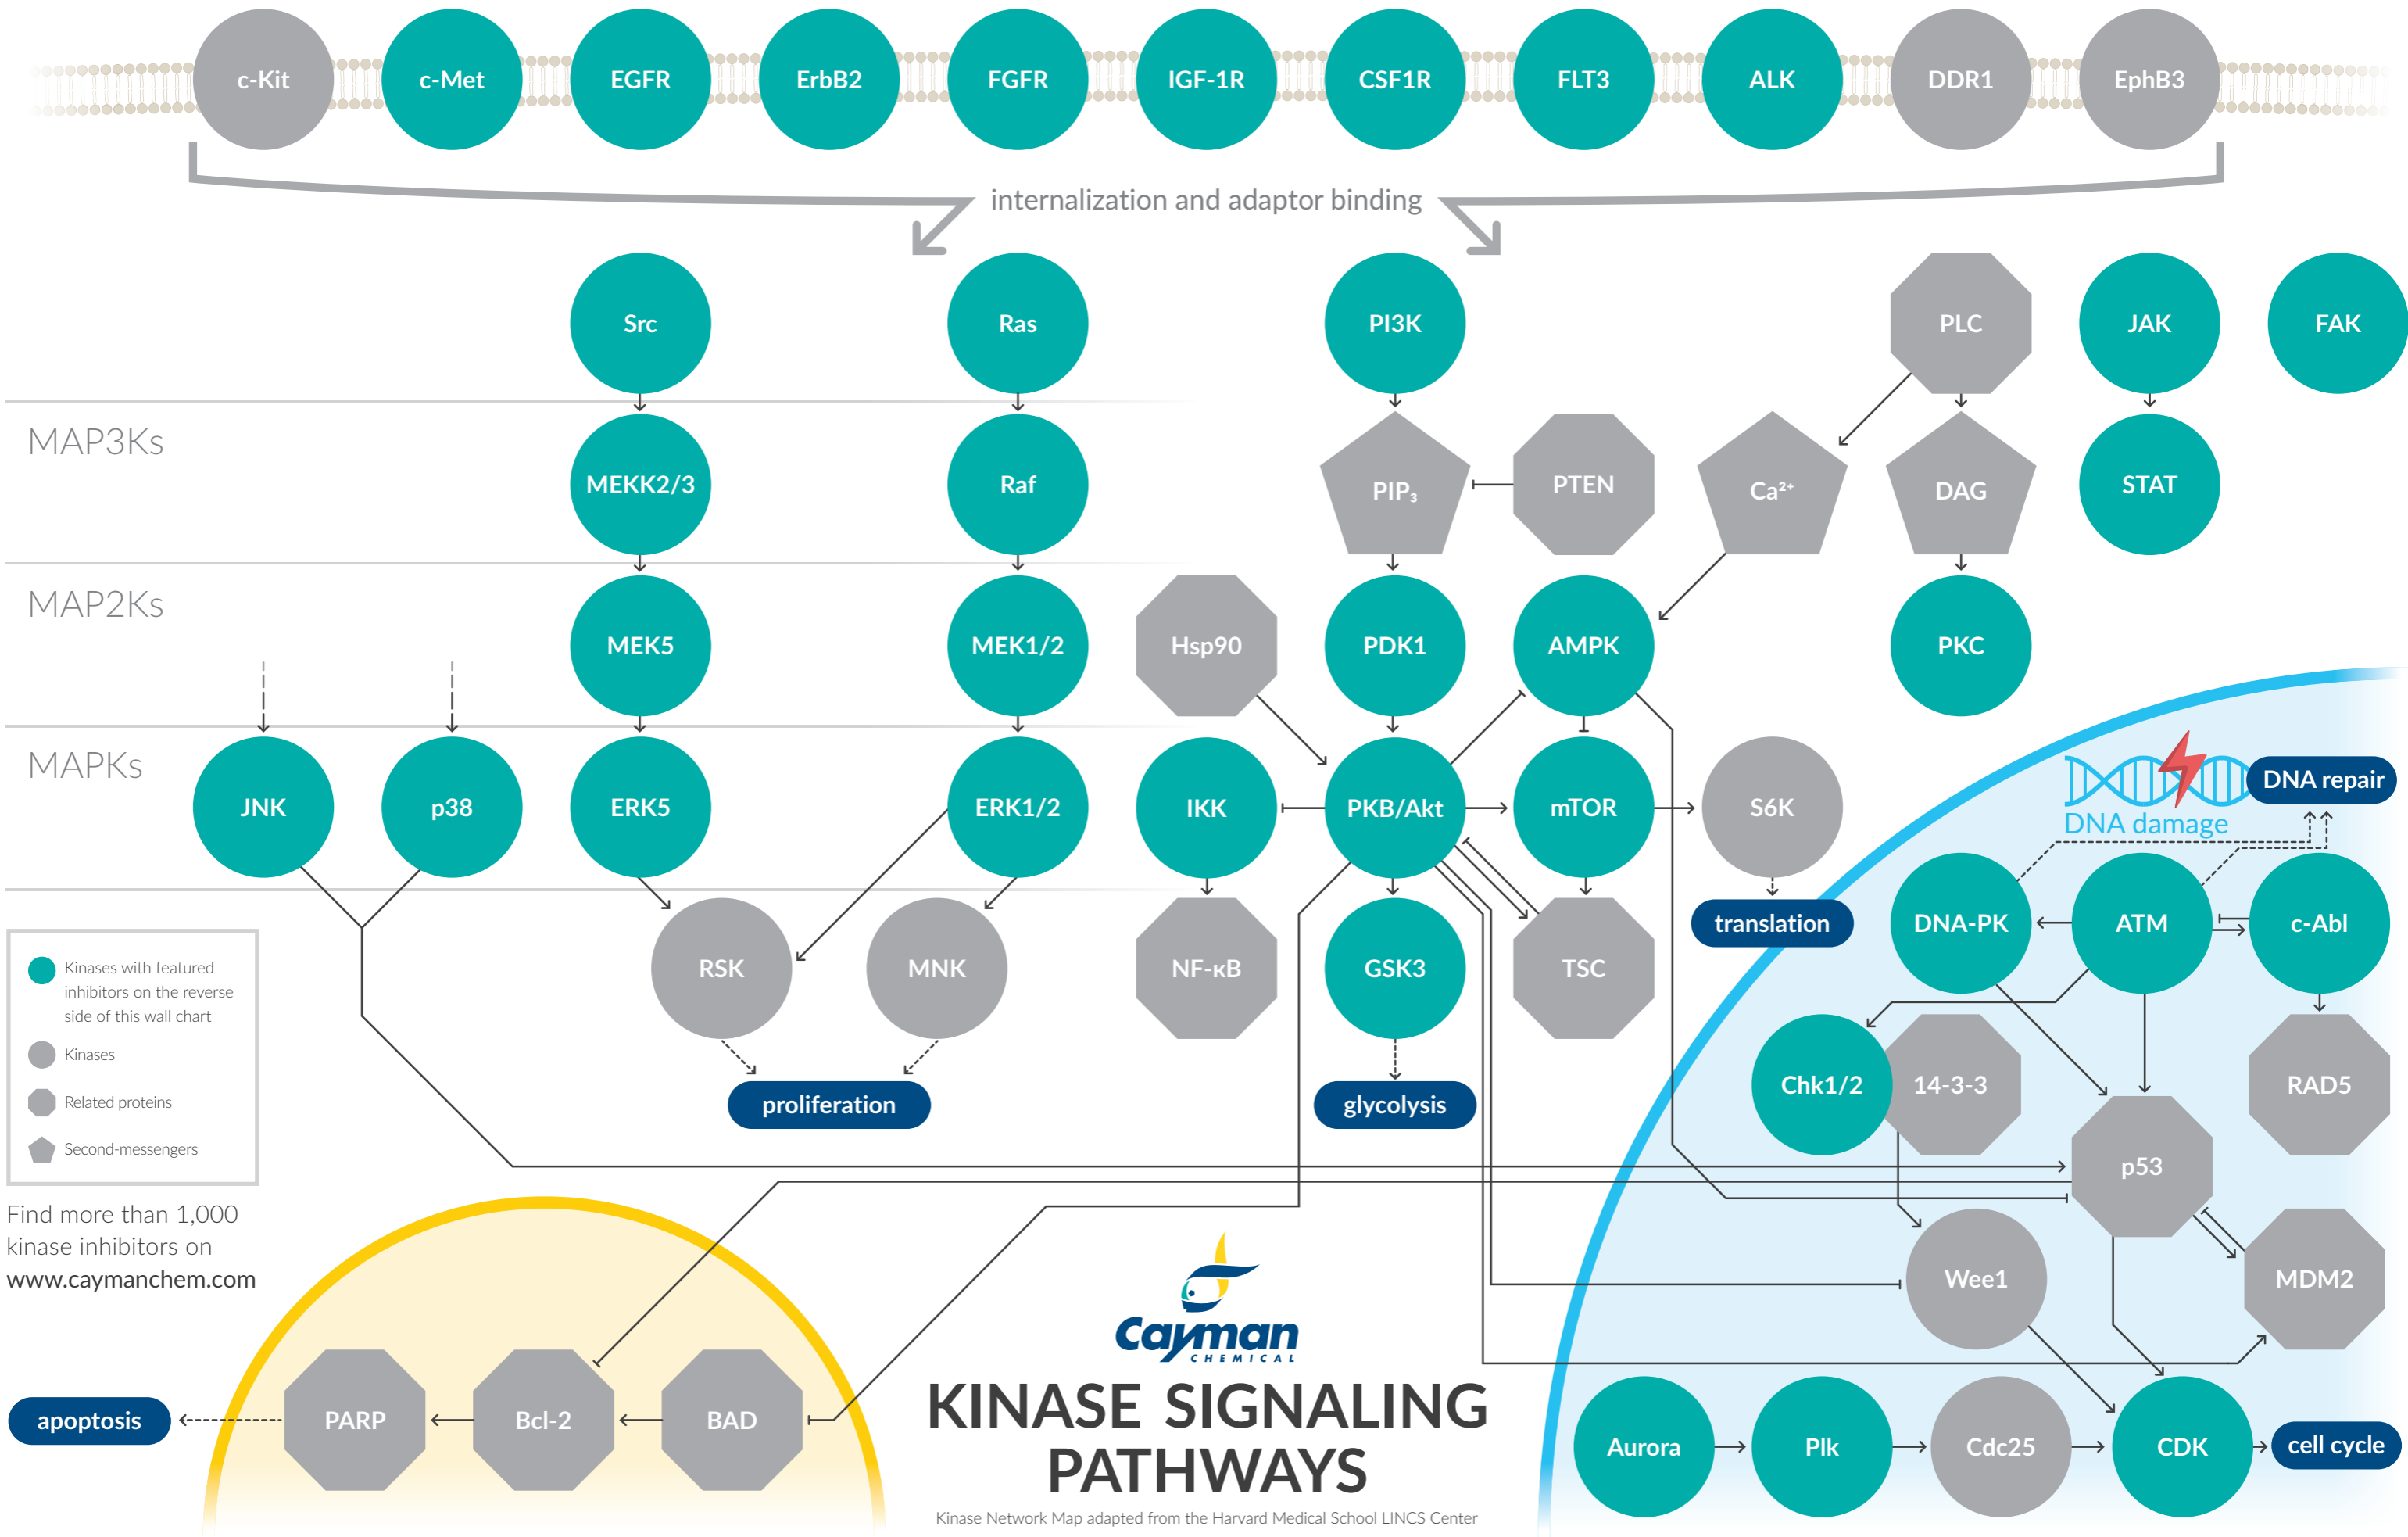 c-Kit
c-Met
EGFR
ErbB2
FGFR
IGF-1R
CSF1R
FLT3
ALK
DDR1
EphB3
internalization and adaptor binding
Src
Ras
PI3K
PLC
JAK
FAK
MAP3Ks
MEKK2/3
Raf
PIP₃
PTEN
Ca²⁺
DAG
STAT
MAP2Ks
MEK5
MEK1/2
Hsp90
PDK1
AMPK
PKC
MAPKs
JNK
p38
ERK5
ERK1/2
IKK
PKB/Akt
mTOR
S6K
DNA repair
DNA damage
translation
DNA-PK
ATM
c-Abl
RSK
MNK
NF-κB
GSK3
TSC
Kinases with featured
inhibitors on the reverse
side of this wall chart
Kinases
Related proteins
Second-messengers
proliferation
glycolysis
Chk1/2
14-3-3
RAD5
p53
Find more than 1,000
kinase inhibitors on
www.caymanchem.com
Wee1
MDM2
apoptosis
PARP
Bcl-2
BAD
Cayman
CHEMICAL
KINASE SIGNALING
PATHWAYS
Kinase Network Map adapted from the Harvard Medical School LINCS Center
Aurora
Plk
Cdc25
CDK
cell cycle